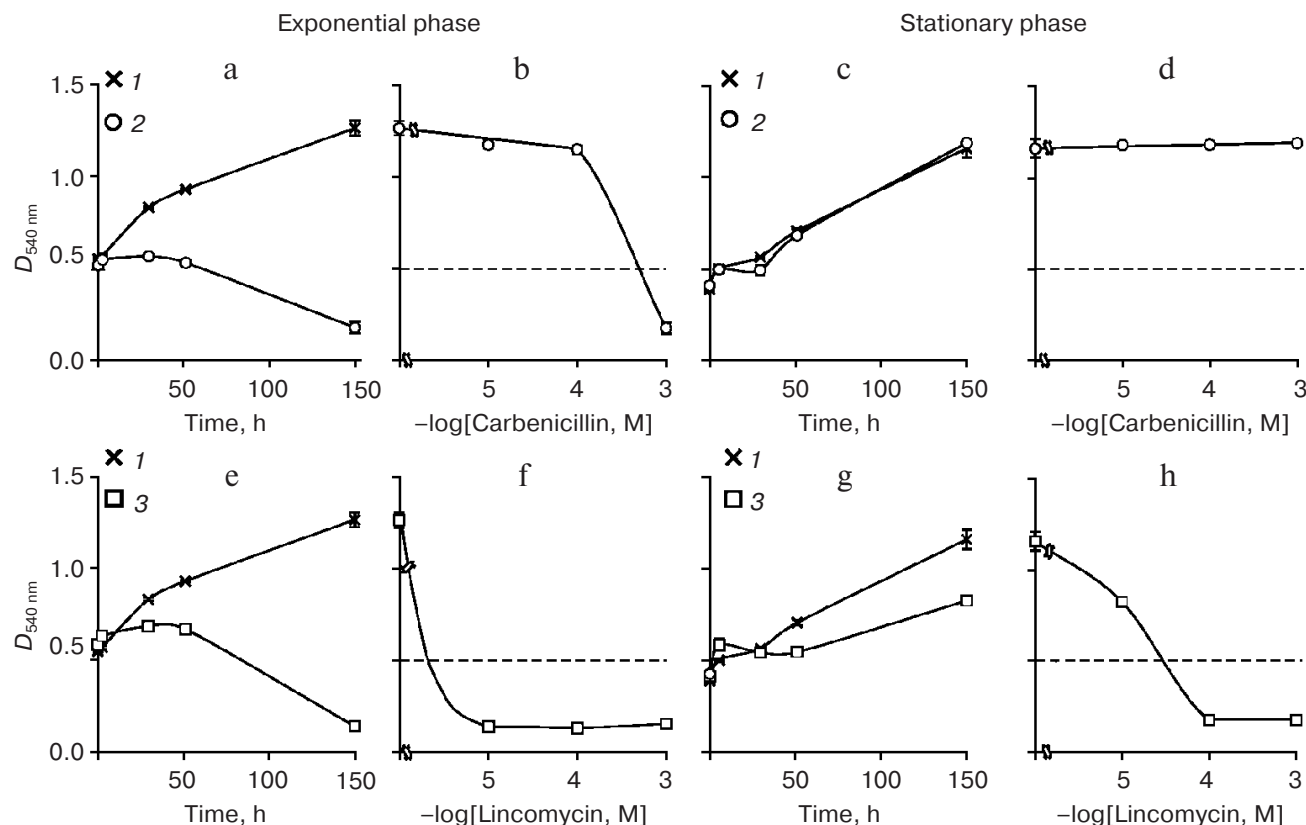 Exponential phase
Stationary phase
a
b
c
d
1
2
1
2
1.5
1.0
0.5
0.0
D540 nm
50
100
150
5
4
3
50
100
150
5
4
3
Time, h
–log[Carbenicillin, M]
Time, h
–log[Carbenicillin, M]
e
f
g
h
1
3
1
3
1.5
1.0
0.5
0.0
D540 nm
50
100
150
5
4
3
50
100
150
5
4
3
Time, h
–log[Lincomycin, M]
Time, h
–log[Lincomycin, M]